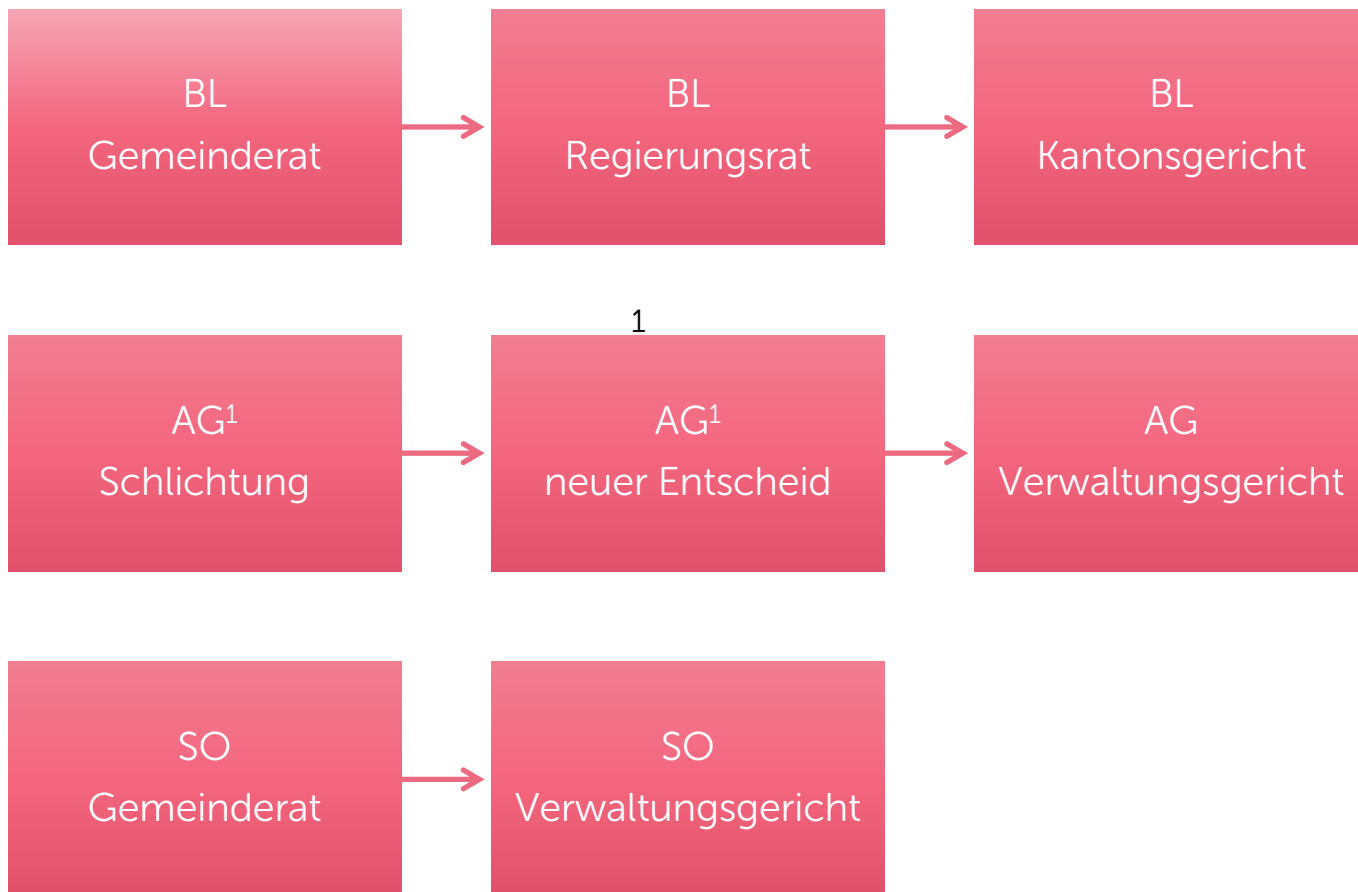 BL
Gemeinderat
BL
Regierungsrat
BL
Kantonsgericht
1
AG¹
Schlichtung
AG¹
neuer Entscheid
AG
Verwaltungsgericht
SO
Gemeinderat
SO
Verwaltungsgericht